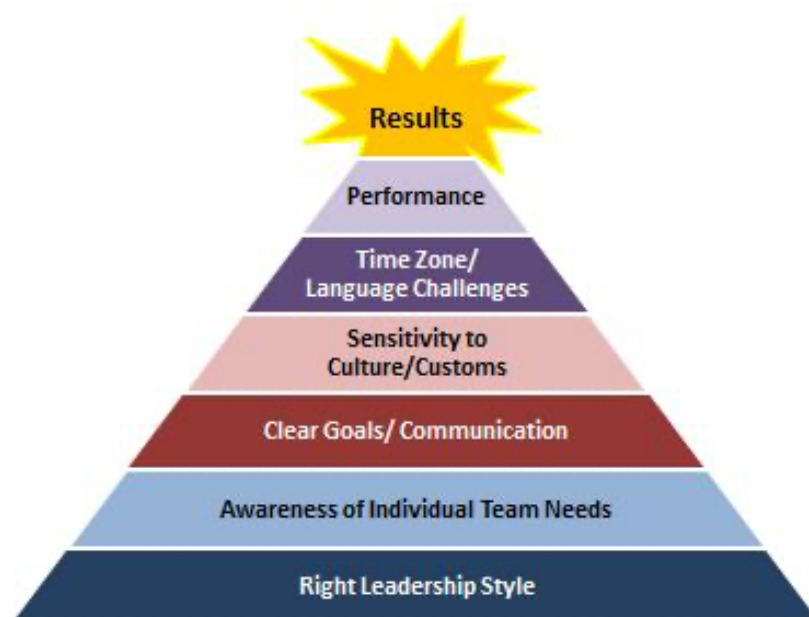 Results
Performance
Time Zone/
Language Challenges
Sensitivity to
Culture/Customs
Clear Goals/ Communication
Awareness of Individual Team Needs
Right Leadership Style